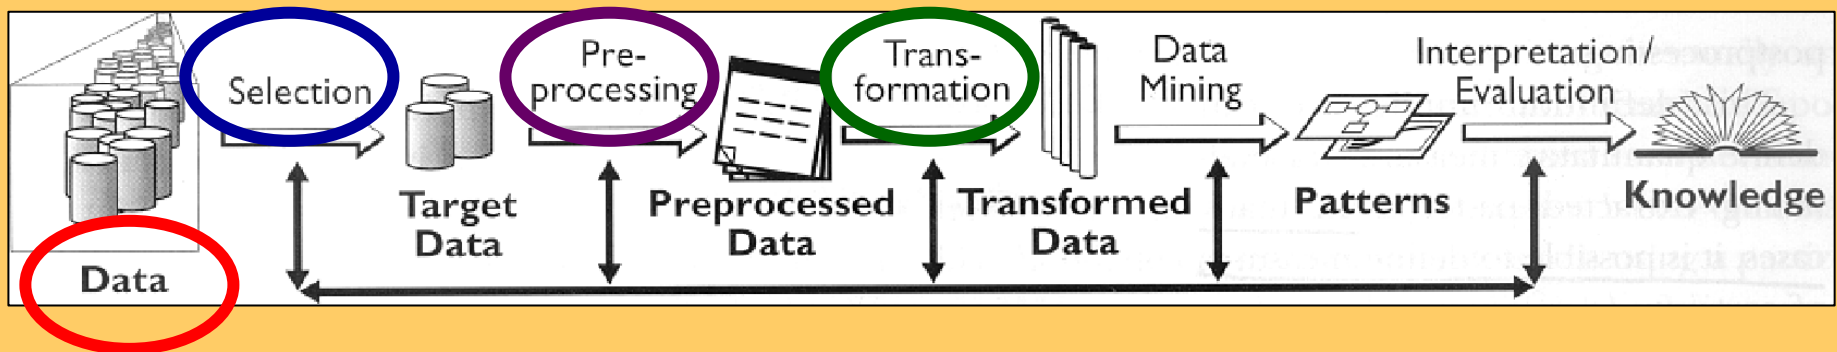 Selection
Pre-
processing
Trans-
formation
Data
Mining
Interpretation/
Evaluation
Data
Target
Data
Preprocessed
Data
Transformed
Data
Patterns
Knowledge